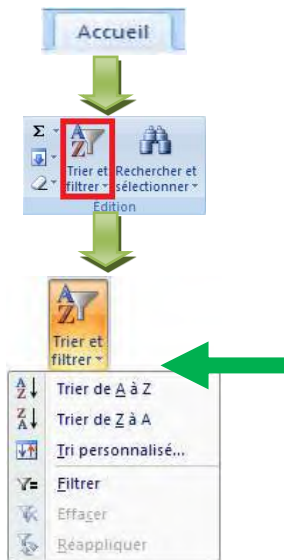 Accueil
Σ
Trier et Rechercher et
filtrer sélectionner
Edition
Trier et
filtrer
Trier de A à Z
Trier de Z à A
Tri personnalisé...
Filtrer
Effacer
Réappliquer